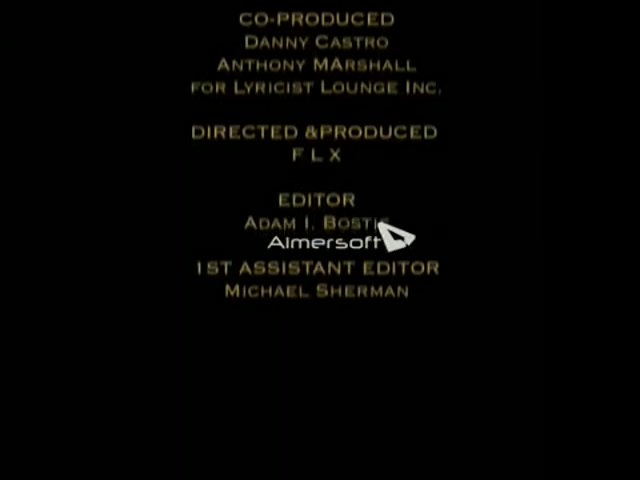 CO-PRODUCED
DANNY CASTRO
ANTHONY MARSHALL
FOR LYRICIST LOUNGE INC.
DIRECTED &PRODUCED
F L X
EDITOR
ADAM I.
Aimersoft
1ST ASSISTANT EDITOR
MICHAEL SHERMAN